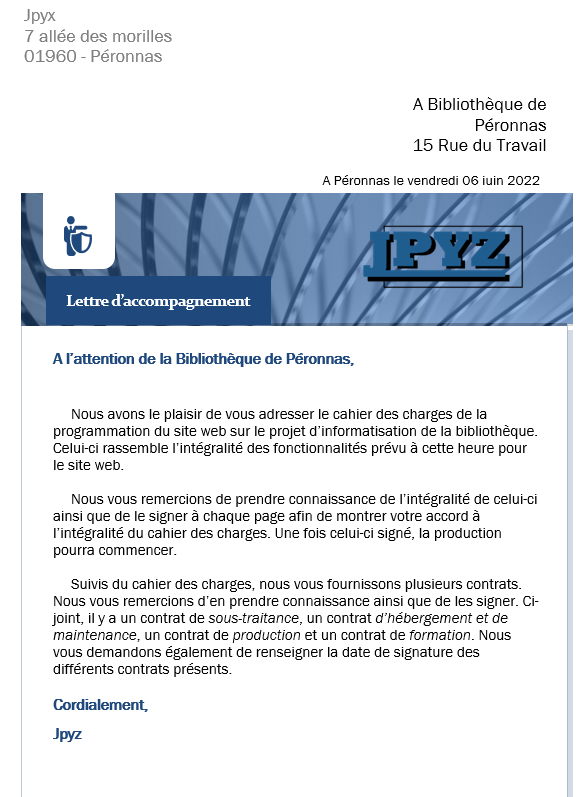 Jpyx
7 allée des morilles
01960 - Péronnas
A Bibliothèque de
Péronnas
15 Rue du Travail
A Péronnas le vendredi 06 iuin 2022
JPYZ
Lettre d’accompagnement
A l’attention de la Bibliothèque de Péronnas,
Nous avons le plaisir de vous adresser le cahier des charges de la
programmation du site web sur le projet d’informatisation de la bibliothèque.
Celui-ci rassemble l’intégralité des fonctionnalités prévu à cette heure pour
le site web.
Nous vous remercions de prendre connaissance de l’intégralité de celui-ci
ainsi que de le signer à chaque page afin de montrer votre accord à
l’intégralité du cahier des charges. Une fois celui-ci signé, la production
pourra commencer.
Suivis du cahier des charges, nous vous fournissons plusieurs contrats.
Nous vous remercions d’en prendre connaissance ainsi que de les signer. Ci-
joint, il y a un contrat de sous-traitance, un contrat d’hébergement et de
maintenance, un contrat de production et un contrat de formation. Nous
vous demandons également de renseigner la date de signature des
différents contrats présents.
Cordialement,
Jpyz